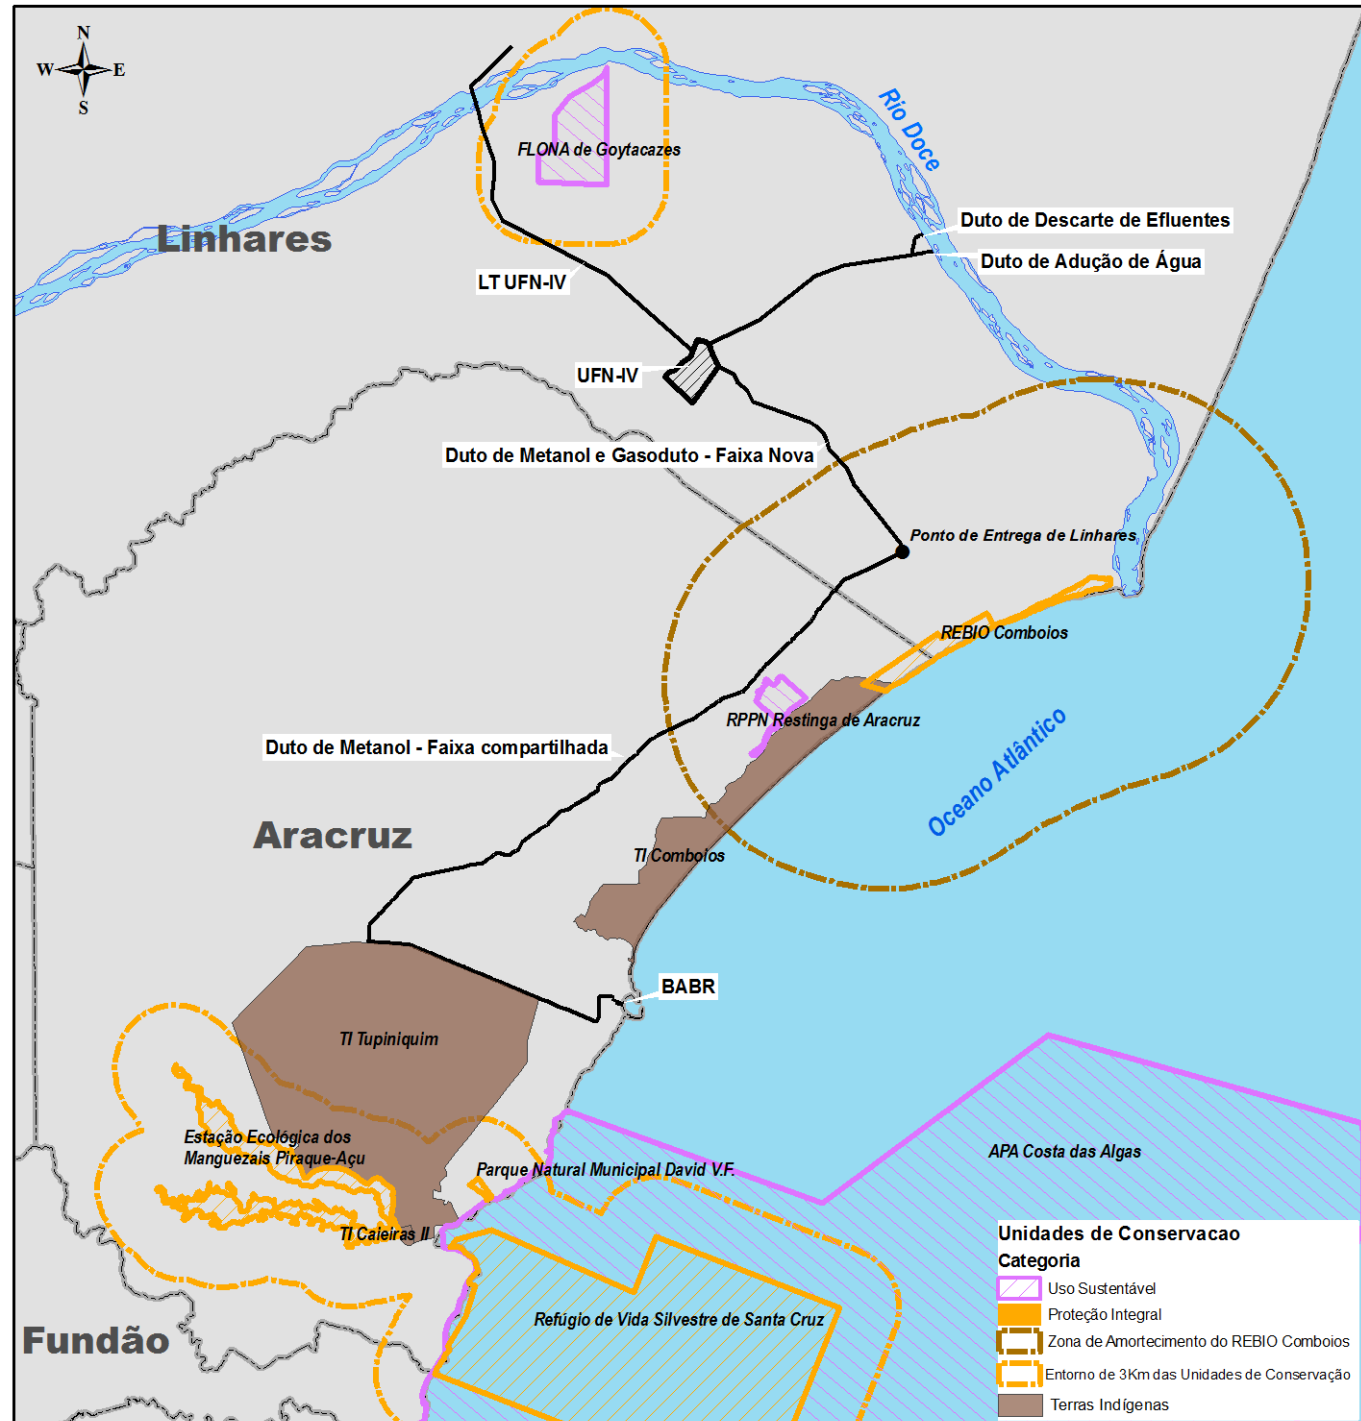 N
W E
S
Rio Doce
FLONA de Goytacazes
Linhares
Duto de Descarte de Efluentes
Duto de Adução de Água
LT UFN-IV
UFN-IV
Duto de Metanol e Gasoduto - Faixa Nova
Ponto de Entrega de Linhares
REBIO Comboios
RPPN Restinga de Aracruz
Duto de Metanol - Faixa compartilhada
Oceano Atlântico
Aracruz
TI Comboios
BABR
TI Tupiniquim
Estação Ecológica dos
Manguezais Piraque-Açu
Parque Natural Municipal David V.F.
APA Costa das Algas
TI Caieiras II
Refúgio de Vida Silvestre de Santa Cruz
Fundão
Unidades de Conservacao
Categoria
Uso Sustentável
Proteção Integral
Zona de Amortecimento do REBIO Comboios
Entorno de 3Km das Unidades de Conservação
Terras Indígenas